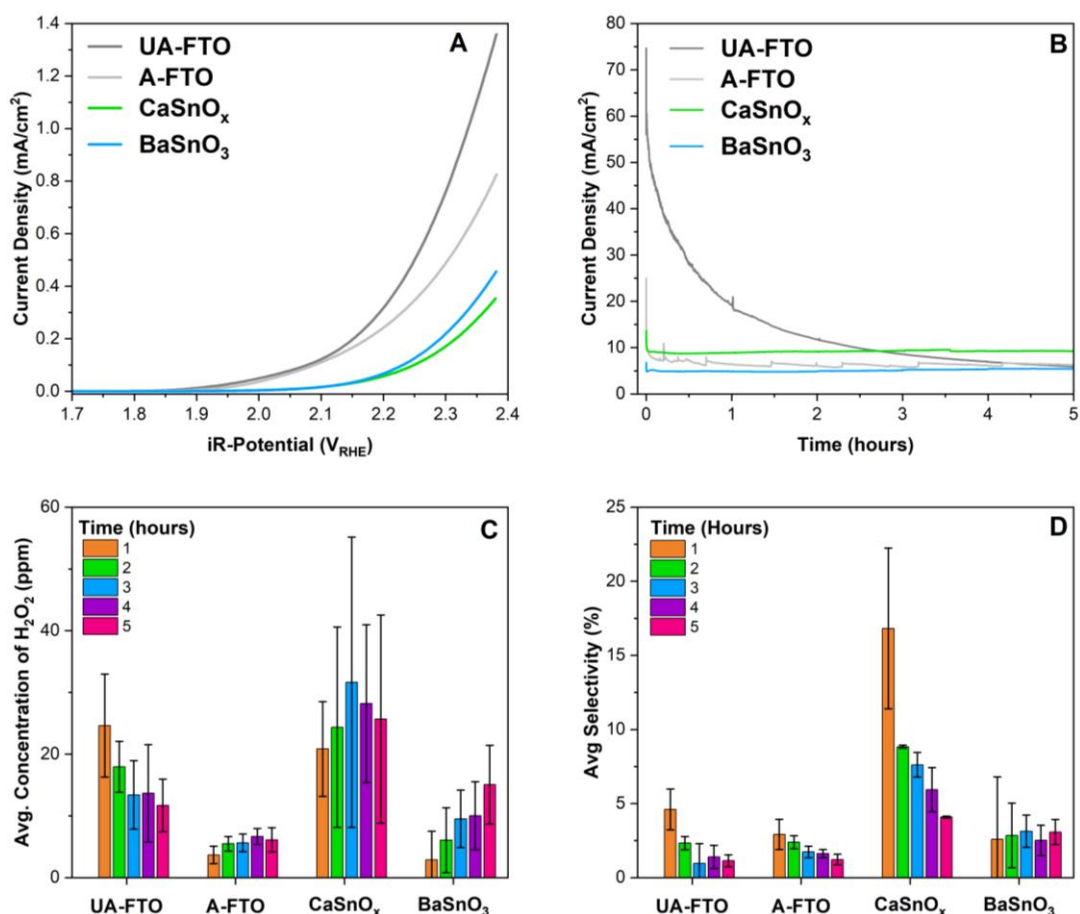 A
UA-FTO
A-FTO
CaSnOₓ
BaSnO₃
Current Density (mA/cm²)
1.4
1.2
1.0
0.8
0.6
0.4
0.2
0.0
1.7 1.8 1.9 2.0 2.1 2.2 2.3 2.4
iR-Potential (V_RHE)
B
UA-FTO
A-FTO
CaSnOₓ
BaSnO₃
Current Density (mA/cm²)
80
70
60
50
40
30
20
10
0
0 1 2 3 4 5
Time (hours)
C
Time (hours)
1
2
3
4
5
Avg. Concentration of H₂O₂ (ppm)
60
40
20
0
UA-FTO A-FTO CaSnOₓ BaSnO₃
D
Time (Hours)
1
2
3
4
5
Avg Selectivity (%)
25
20
15
10
5
0
UA-FTO A-FTO CaSnOₓ BaSnO₃